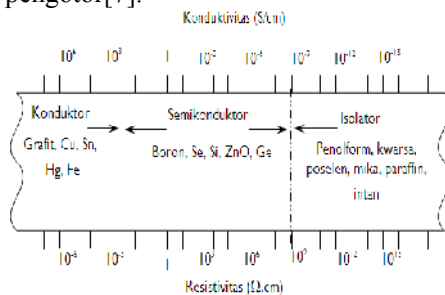 pengotor[7].
Konduktivitas (S/cm)
10⁶ 10³ 1 10⁻³ 10⁻⁶ 10⁻⁹ 10⁻¹² 10⁻¹⁵
Konduktor Semikonduktor Isolator
Grafit, Cu, Sn, Hg, Fe
Boron, Se, Si, ZnO, Ge
Penolform, kwarsa, poselen, mika, paraffin, intan
10⁻⁶ 10⁻³ 1 10³ 10⁶ 10⁹ 10¹² 10¹⁵
Resistivitas (Ω.cm)